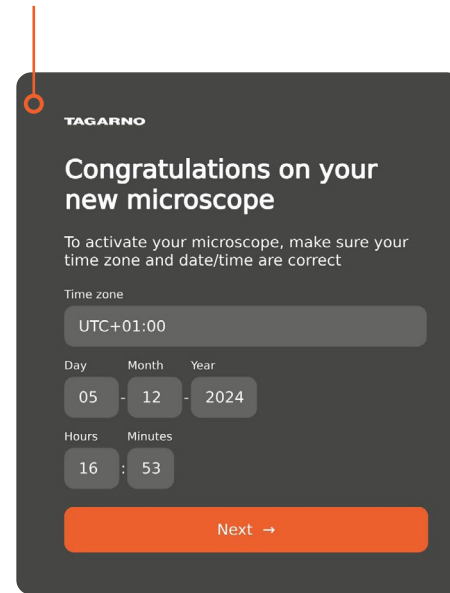 TAGARNO
Congratulations on your
new microscope
To activate your microscope, make sure your
time zone and date/time are correct
Time zone
UTC+01:00
Day Month Year
05 - 12 - 2024
Hours Minutes
16 : 53
Next →